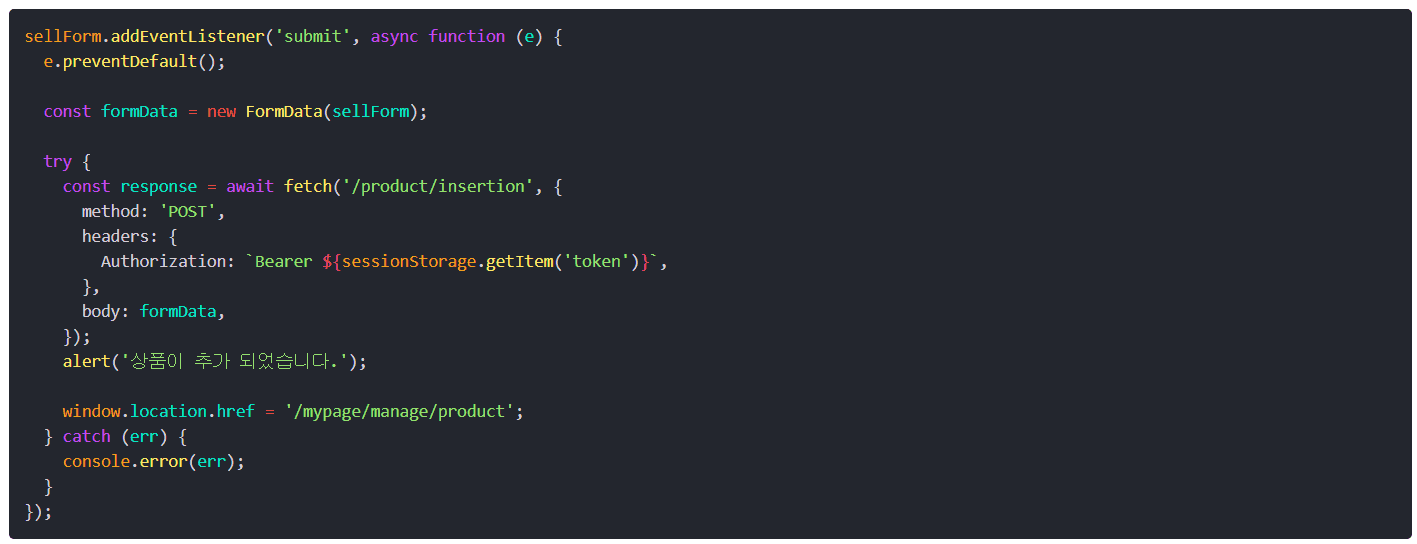 sellForm.addEventListener('submit', async function (e) {
  e.preventDefault();

  const formData = new FormData(sellForm);

  try {
    const response = await fetch('/product/insertion', {
      method: 'POST',
      headers: {
        Authorization: `Bearer ${sessionStorage.getItem('token')}`,
      },
      body: formData,
    });
    alert('상품이 추가 되었습니다.');

    window.location.href = '/mypage/manage/product';
  } catch (err) {
    console.error(err);
  }
});